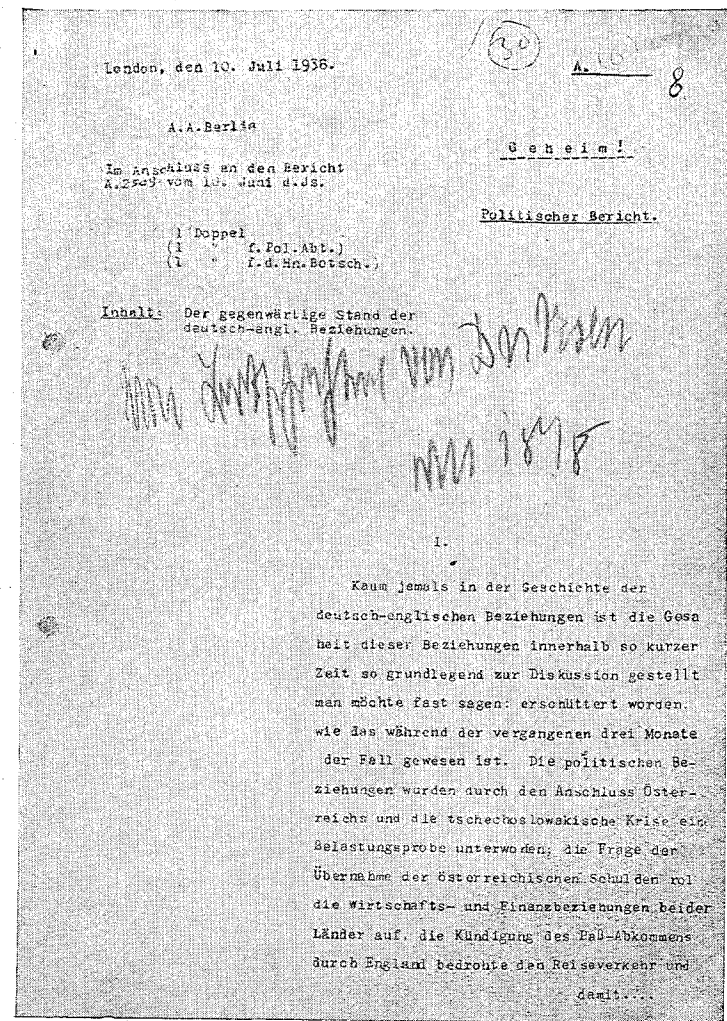 30
London, den 10. Juli 1938.
A.
8
A.A.Berlin
Geheim!
Im Anschluss an den Bericht
A.2589 vom 10. Juni d.Js.
Politischer Bericht.
1 Doppel
(1 " f.Pol.Abt.)
(1 " f.d.Hn.Botsch.)
Inhalt: Der gegenwärtige Stand der
deutsch-engl. Beziehungen.
von Dirksen
1.
Kaum jemals in der Geschichte der
deutsch-englischen Beziehungen ist die Gesa
heit dieser Beziehungen innerhalb so kurzer
Zeit so grundlegend zur Diskussion gestellt
man möchte fast sagen: erschüttert worden,
wie das während der vergangenen drei Monate
der Fall gewesen ist. Die politischen Be-
ziehungen wurden durch den Anschluss Öster-
reichs und die tschechoslowakische Krise ein
Belastungsprobe unterworfen; die Frage der
Übernahme der österreichischen Schulden rol
die Wirtschafts- und Finanzbeziehungen beider
Länder auf, die Kündigung des Paß-Abkommens
durch England bedrohte den Reiseverkehr und
damit....